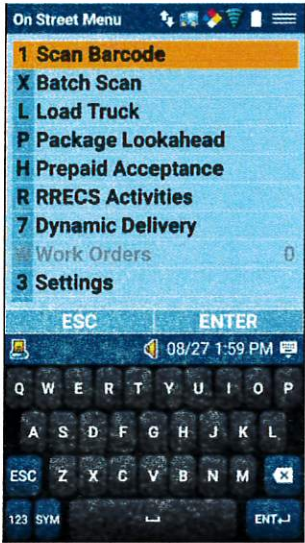 On Street Menu
1 Scan Barcode
X Batch Scan
L Load Truck
P Package Lookahead
H Prepaid Acceptance
R RRECS Activities
7 Dynamic Delivery
W Work Orders 0
3 Settings
ESC ENTER
08/27 1:59 PM
Q W E R T Y U I O P
A S D F G H J K L
ESC Z X C V B N M
123 SYM ENT